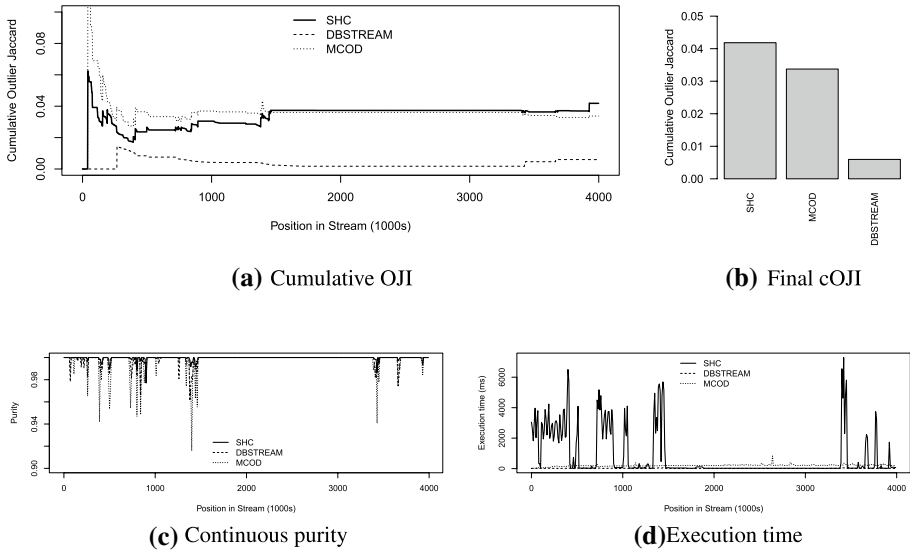 Cumulative Outlier Jaccard
0.00 0.04 0.08
SHC
DBSTREAM
MCOD
0 1000 2000 3000 4000
Position in Stream (1000s)
(a) Cumulative OJI
Cumulative Outlier Jaccard
0.00 0.01 0.02 0.03 0.04 0.05
SHC
MCOD
DBSTREAM
(b) Final cOJI
Purity
0.90 0.94 0.98
SHC
DBSTREAM
MCOD
0 1000 2000 3000 4000
Position in Stream (1000s)
(c) Continuous purity
Execution time (ms)
0 2000 4000 6000
SHC
DBSTREAM
MCOD
0 1000 2000 3000 4000
Position in Stream (1000s)
(d) Execution time